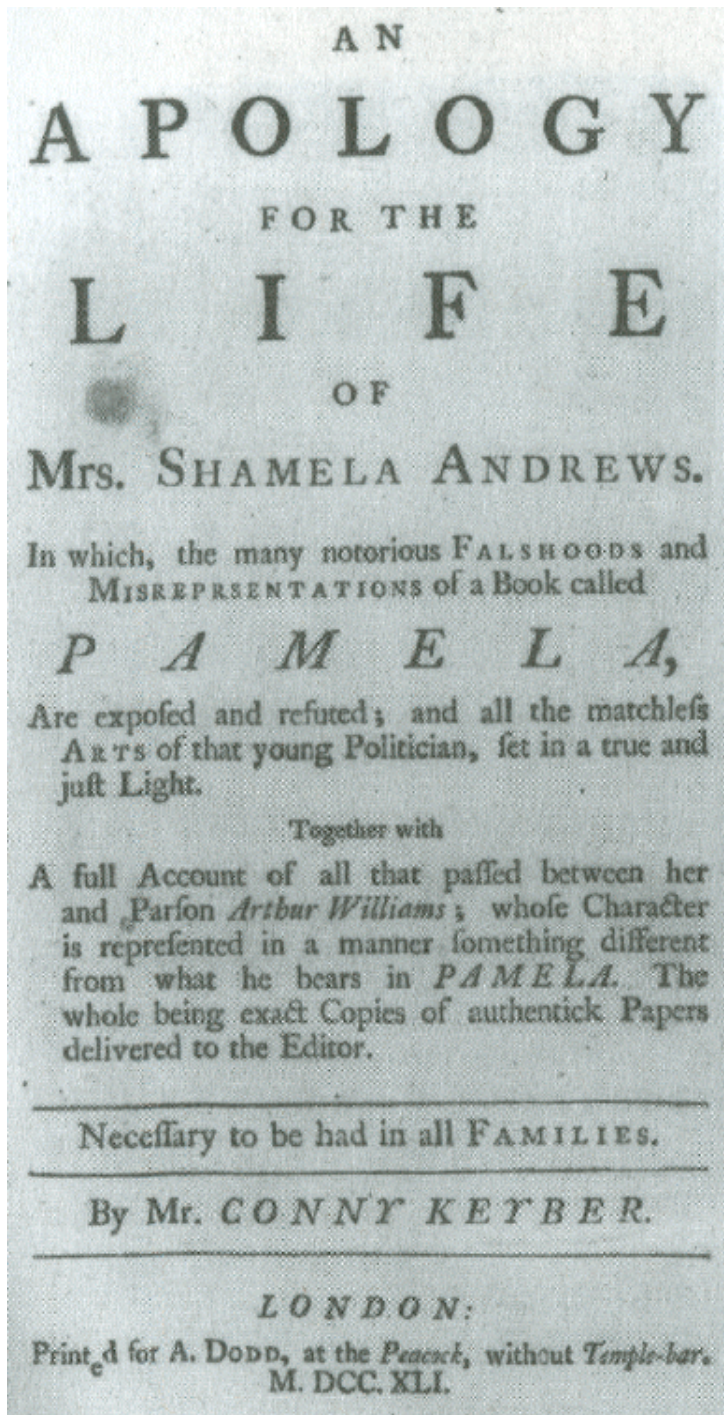 AN
APOLOGY
FOR THE
LIFE
OF
Mrs. SHAMELA ANDREWS.
In which, the many notorious FALSHOODS and
MISREPRSENTATIONS of a Book called
PAMELA,
Are expoſed and refuted; and all the matchleſs
ARTS of that young Politician, ſet in a true and
juſt Light.
Together with
A full Account of all that paſſed between her
and Parſon Arthur Williams; whoſe Character
is repreſented in a manner ſomething different
from what he bears in PAMELA. The
whole being exact Copies of authentick Papers
delivered to the Editor.
Neceſſary to be had in all FAMILIES.
By Mr. CONNY KEYBER.
LONDON:
Printed for A. DODD, at the Peacock, without Temple-bar.
M. DCC. XLI.